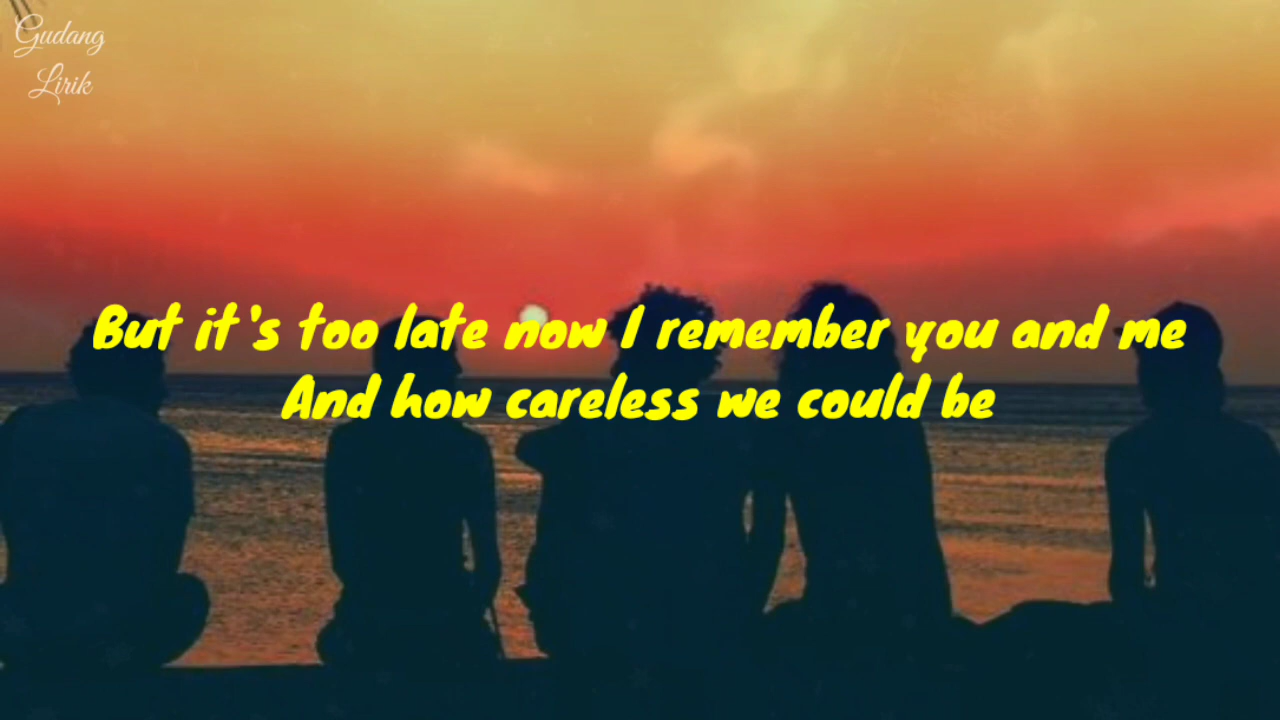 Gudang
Lirik
But it's too late now I remember you and me
And how careless we could be